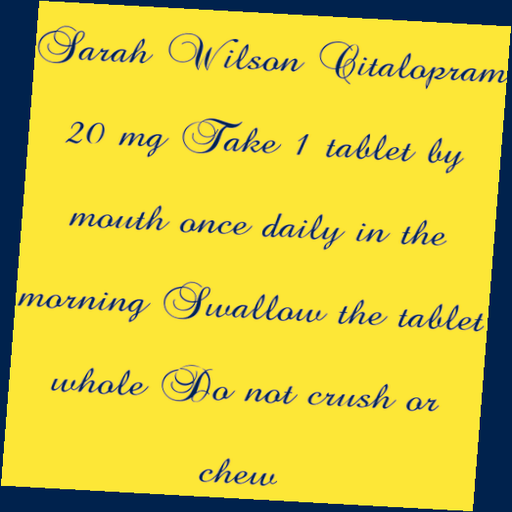 Sarah Wilson Citalopram
20 mg Take 1 tablet by
mouth once daily in the
morning Swallow the tablet
whole Do not crush or
chew